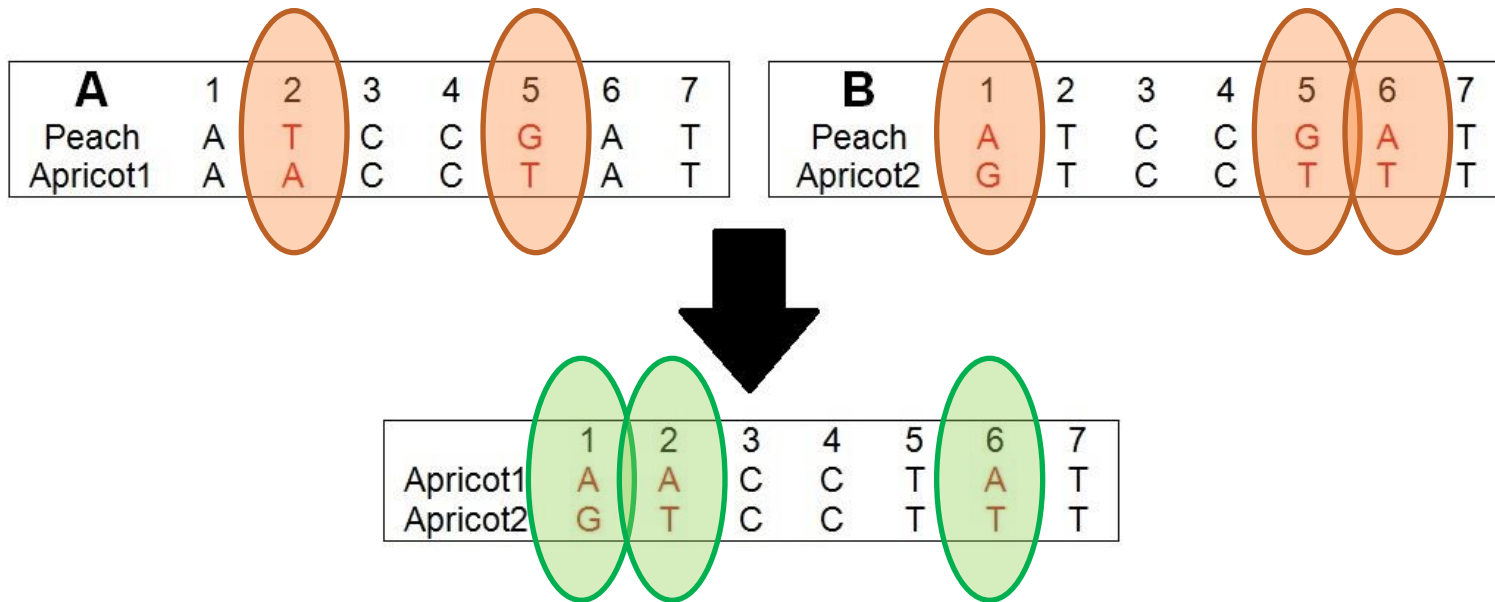 A 1 2 3 4 5 6 7
Peach A T C C G A T
Apricot1 A A C C T A T
B 1 2 3 4 5 6 7
Peach A T C C G A T
Apricot2 G T C C T T T
1 2 3 4 5 6 7
Apricot1 A A C C T A T
Apricot2 G T C C T T T